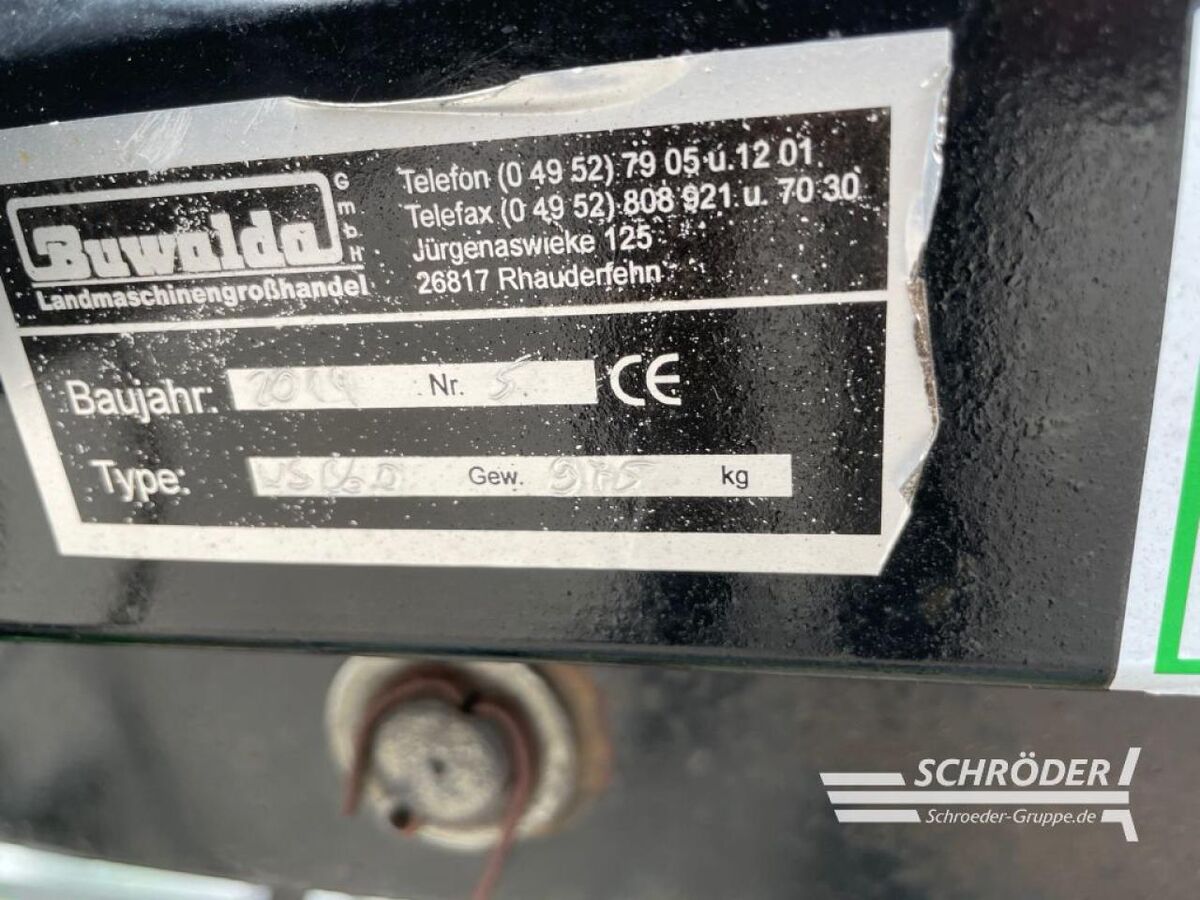 Buwalda GmbH
Landmaschinengroßhandel
Telefon (0 49 52) 79 05 u. 12 01
Telefax (0 49 52) 808 921 u. 70 30
Jürgenaswieke 125
26817 Rhauderfehn
Baujahr: Nr. 5 CE
Type: Gew. kg
SCHRÖDER
Schroeder-Gruppe.de